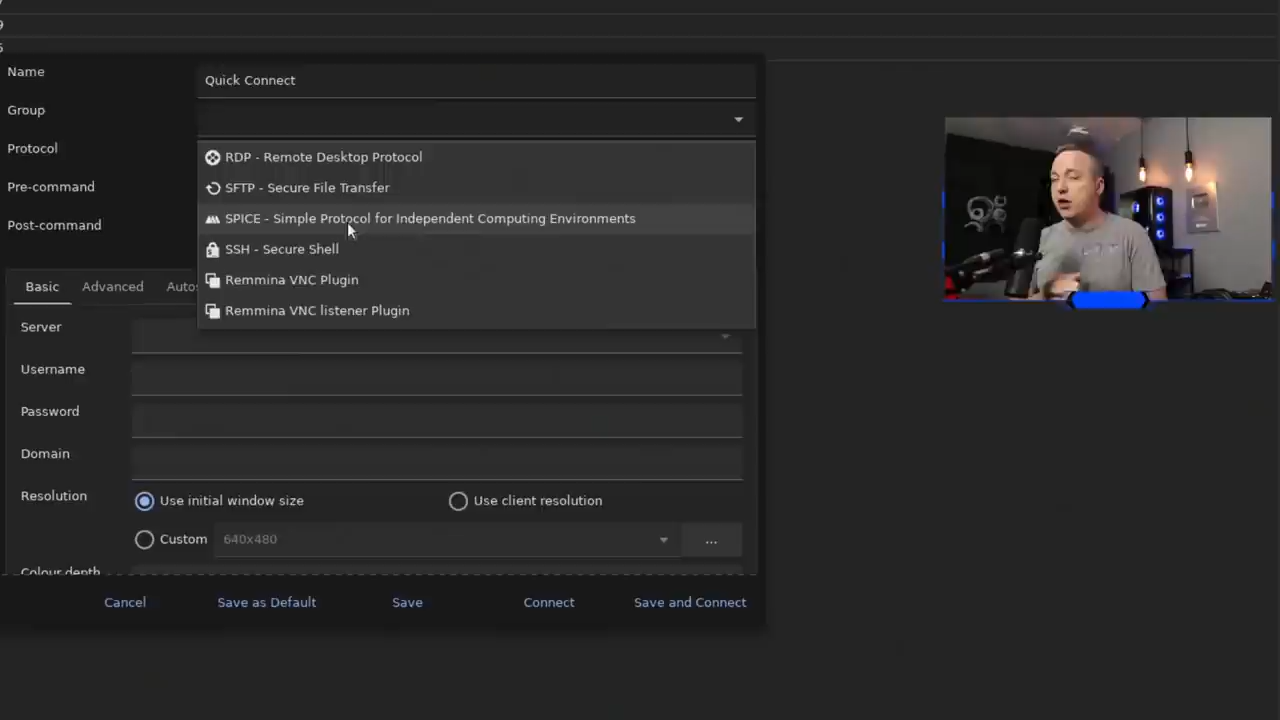 9
Name
Quick Connect
Group
Protocol
RDP - Remote Desktop Protocol
SFTP - Secure File Transfer
Pre-command
SPICE - Simple Protocol for Independent Computing Environments
Post-command
SSH - Secure Shell
Remmina VNC Plugin
Basic
Advanced
Remmina VNC listener Plugin
Server
Username
Password
Domain
Resolution
Use initial window size
Use client resolution
Custom
640x480
...
Colour depth
Cancel
Save as Default
Save
Connect
Save and Connect